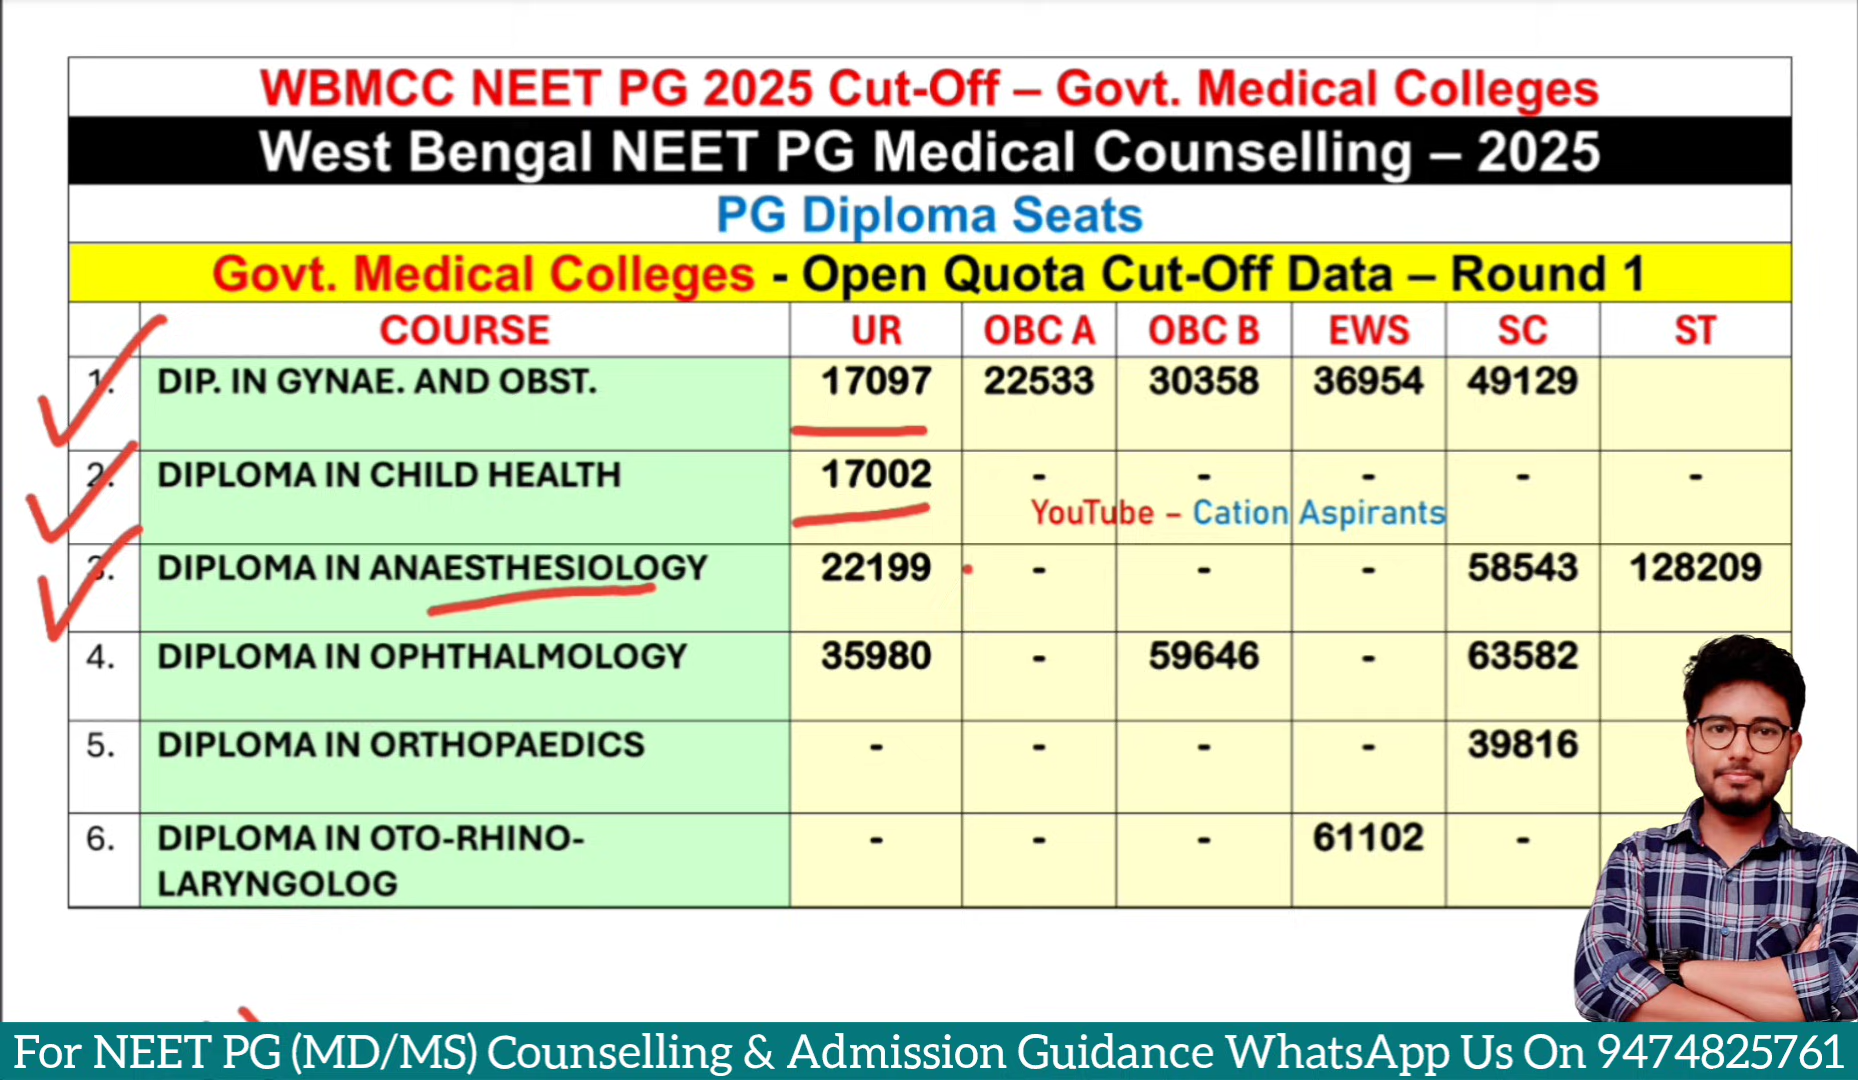 WBMCC NEET PG 2025 Cut-Off – Govt. Medical Colleges
West Bengal NEET PG Medical Counselling – 2025
PG Diploma Seats
Govt. Medical Colleges - Open Quota Cut-Off Data – Round 1
COURSE UR OBC A OBC B EWS SC ST
1. DIP. IN GYNAE. AND OBST. 17097 22533 30358 36954 49129
2. DIPLOMA IN CHILD HEALTH 17002 - - - - -
YouTube – Cation Aspirants
3. DIPLOMA IN ANAESTHESIOLOGY 22199 - - - 58543 128209
4. DIPLOMA IN OPHTHALMOLOGY 35980 - 59646 - 63582 -
5. DIPLOMA IN ORTHOPAEDICS - - - - 39816
6. DIPLOMA IN OTO-RHINO- - - - 61102 -
LARYNGOLOG
For NEET PG (MD/MS) Counselling & Admission Guidance WhatsApp Us On 9474825761